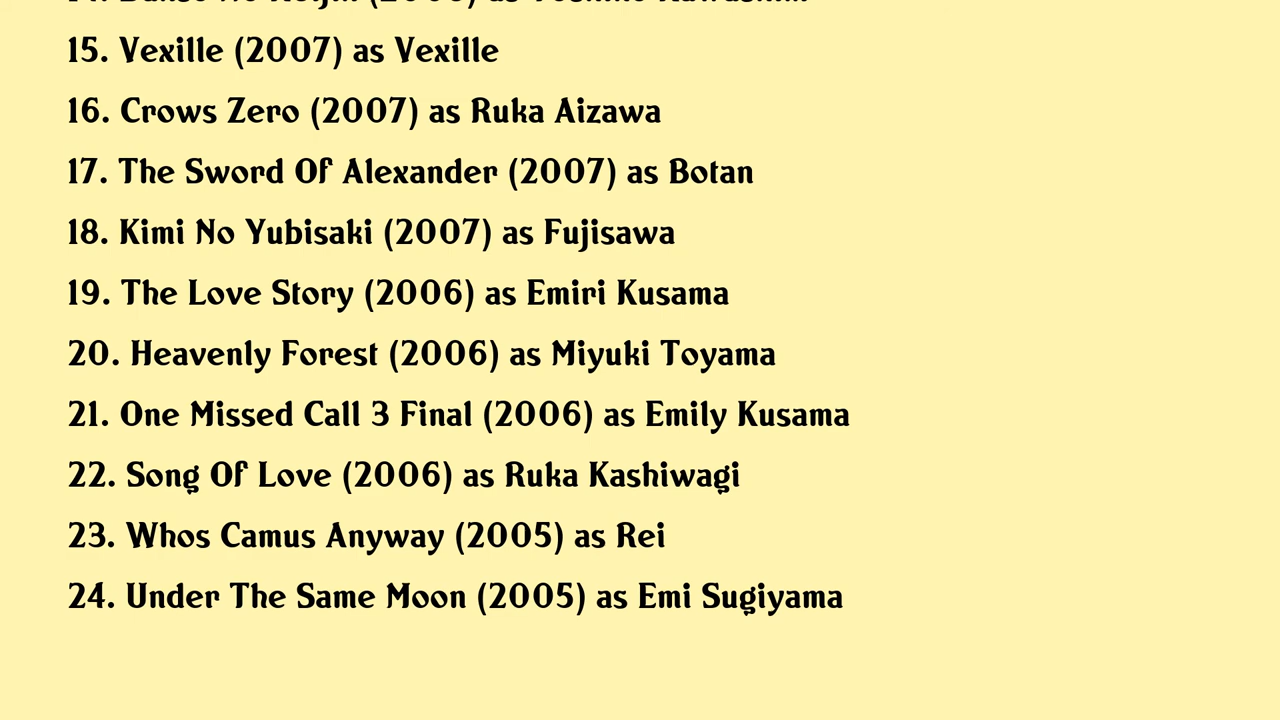 15. Vexille (2007) as Vexille
16. Crows Zero (2007) as Ruka Aizawa
17. The Sword Of Alexander (2007) as Botan
18. Kimi No Yubisaki (2007) as Fujisawa
19. The Love Story (2006) as Emiri Kusama
20. Heavenly Forest (2006) as Miyuki Toyama
21. One Missed Call 3 Final (2006) as Emily Kusama
22. Song Of Love (2006) as Ruka Kashiwagi
23. Whos Camus Anyway (2005) as Rei
24. Under The Same Moon (2005) as Emi Sugiyama